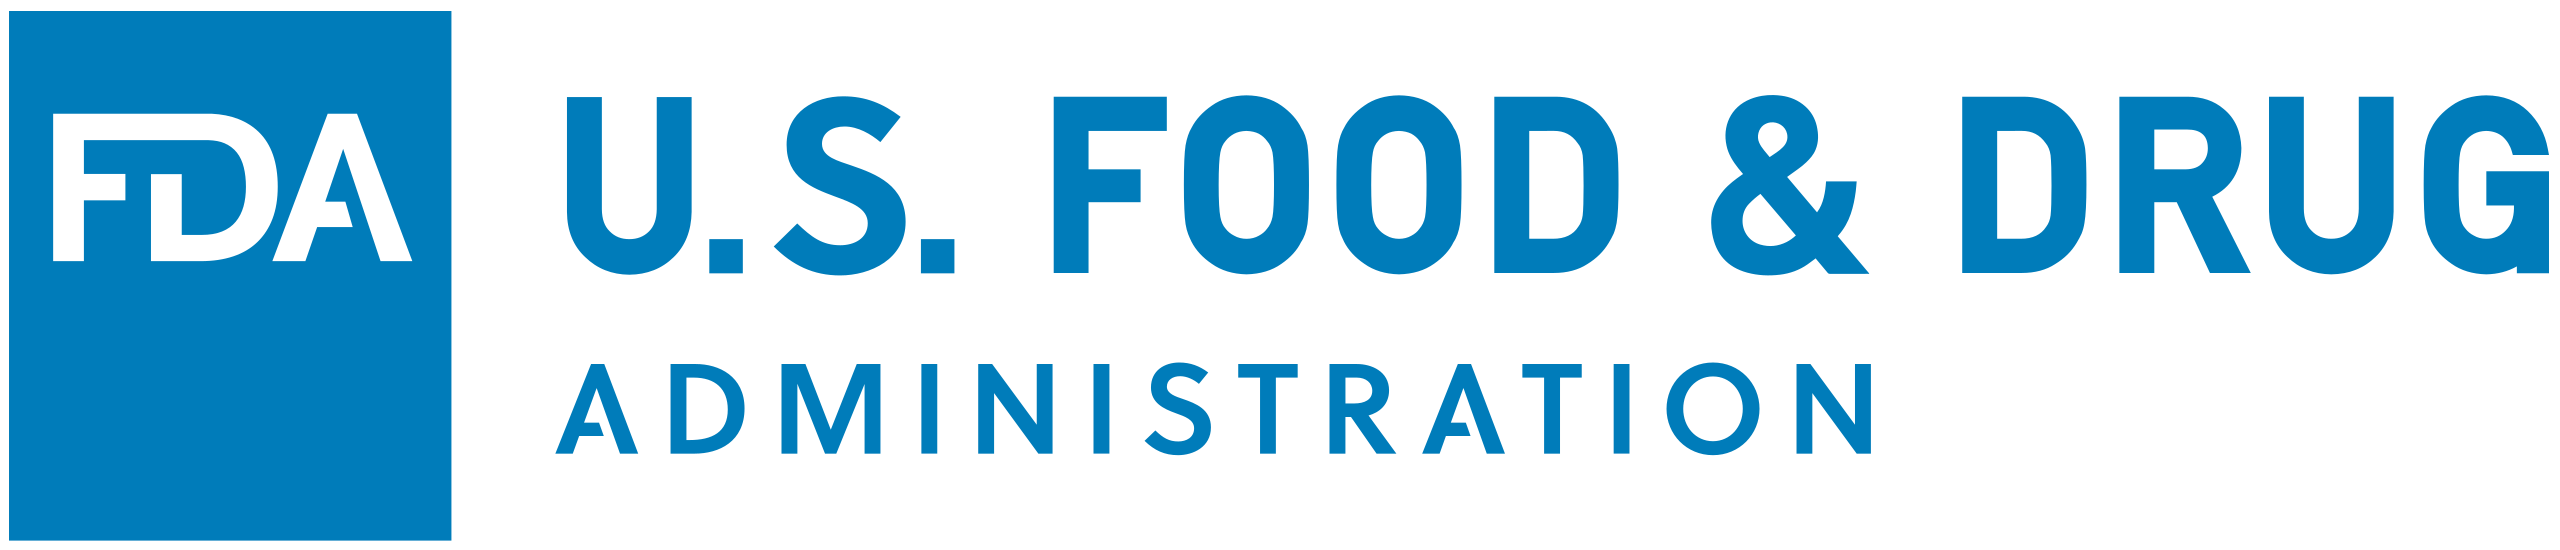 FDA
U.S. FOOD & DRUG
ADMINISTRATION